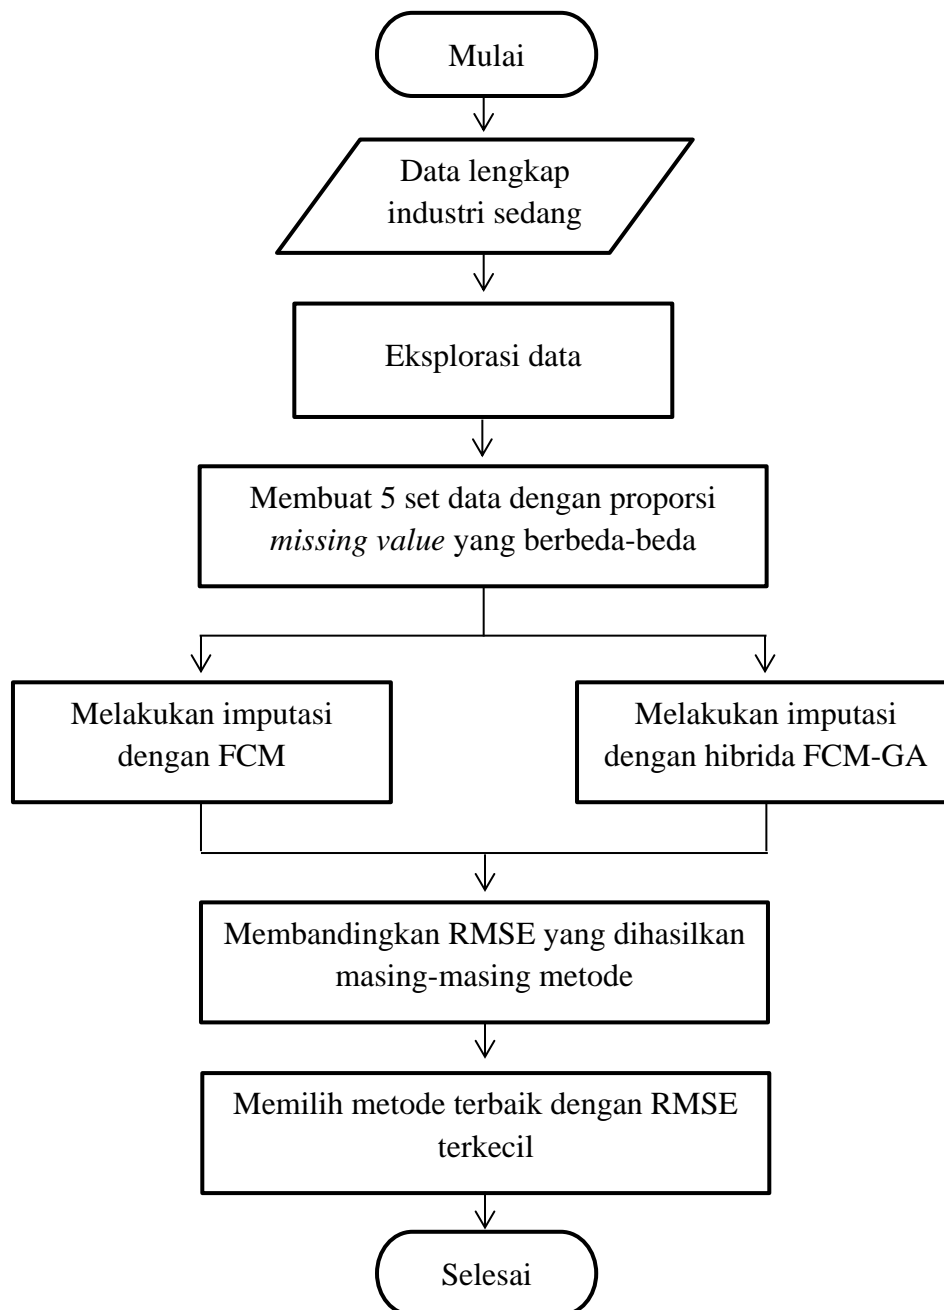 Mulai
Data lengkap
industri sedang
Eksplorasi data
Membuat 5 set data dengan proporsi
missing value yang berbeda-beda
Melakukan imputasi
dengan FCM
Melakukan imputasi
dengan hibrida FCM-GA
Membandingkan RMSE yang dihasilkan
masing-masing metode
Memilih metode terbaik dengan RMSE
terkecil
Selesai